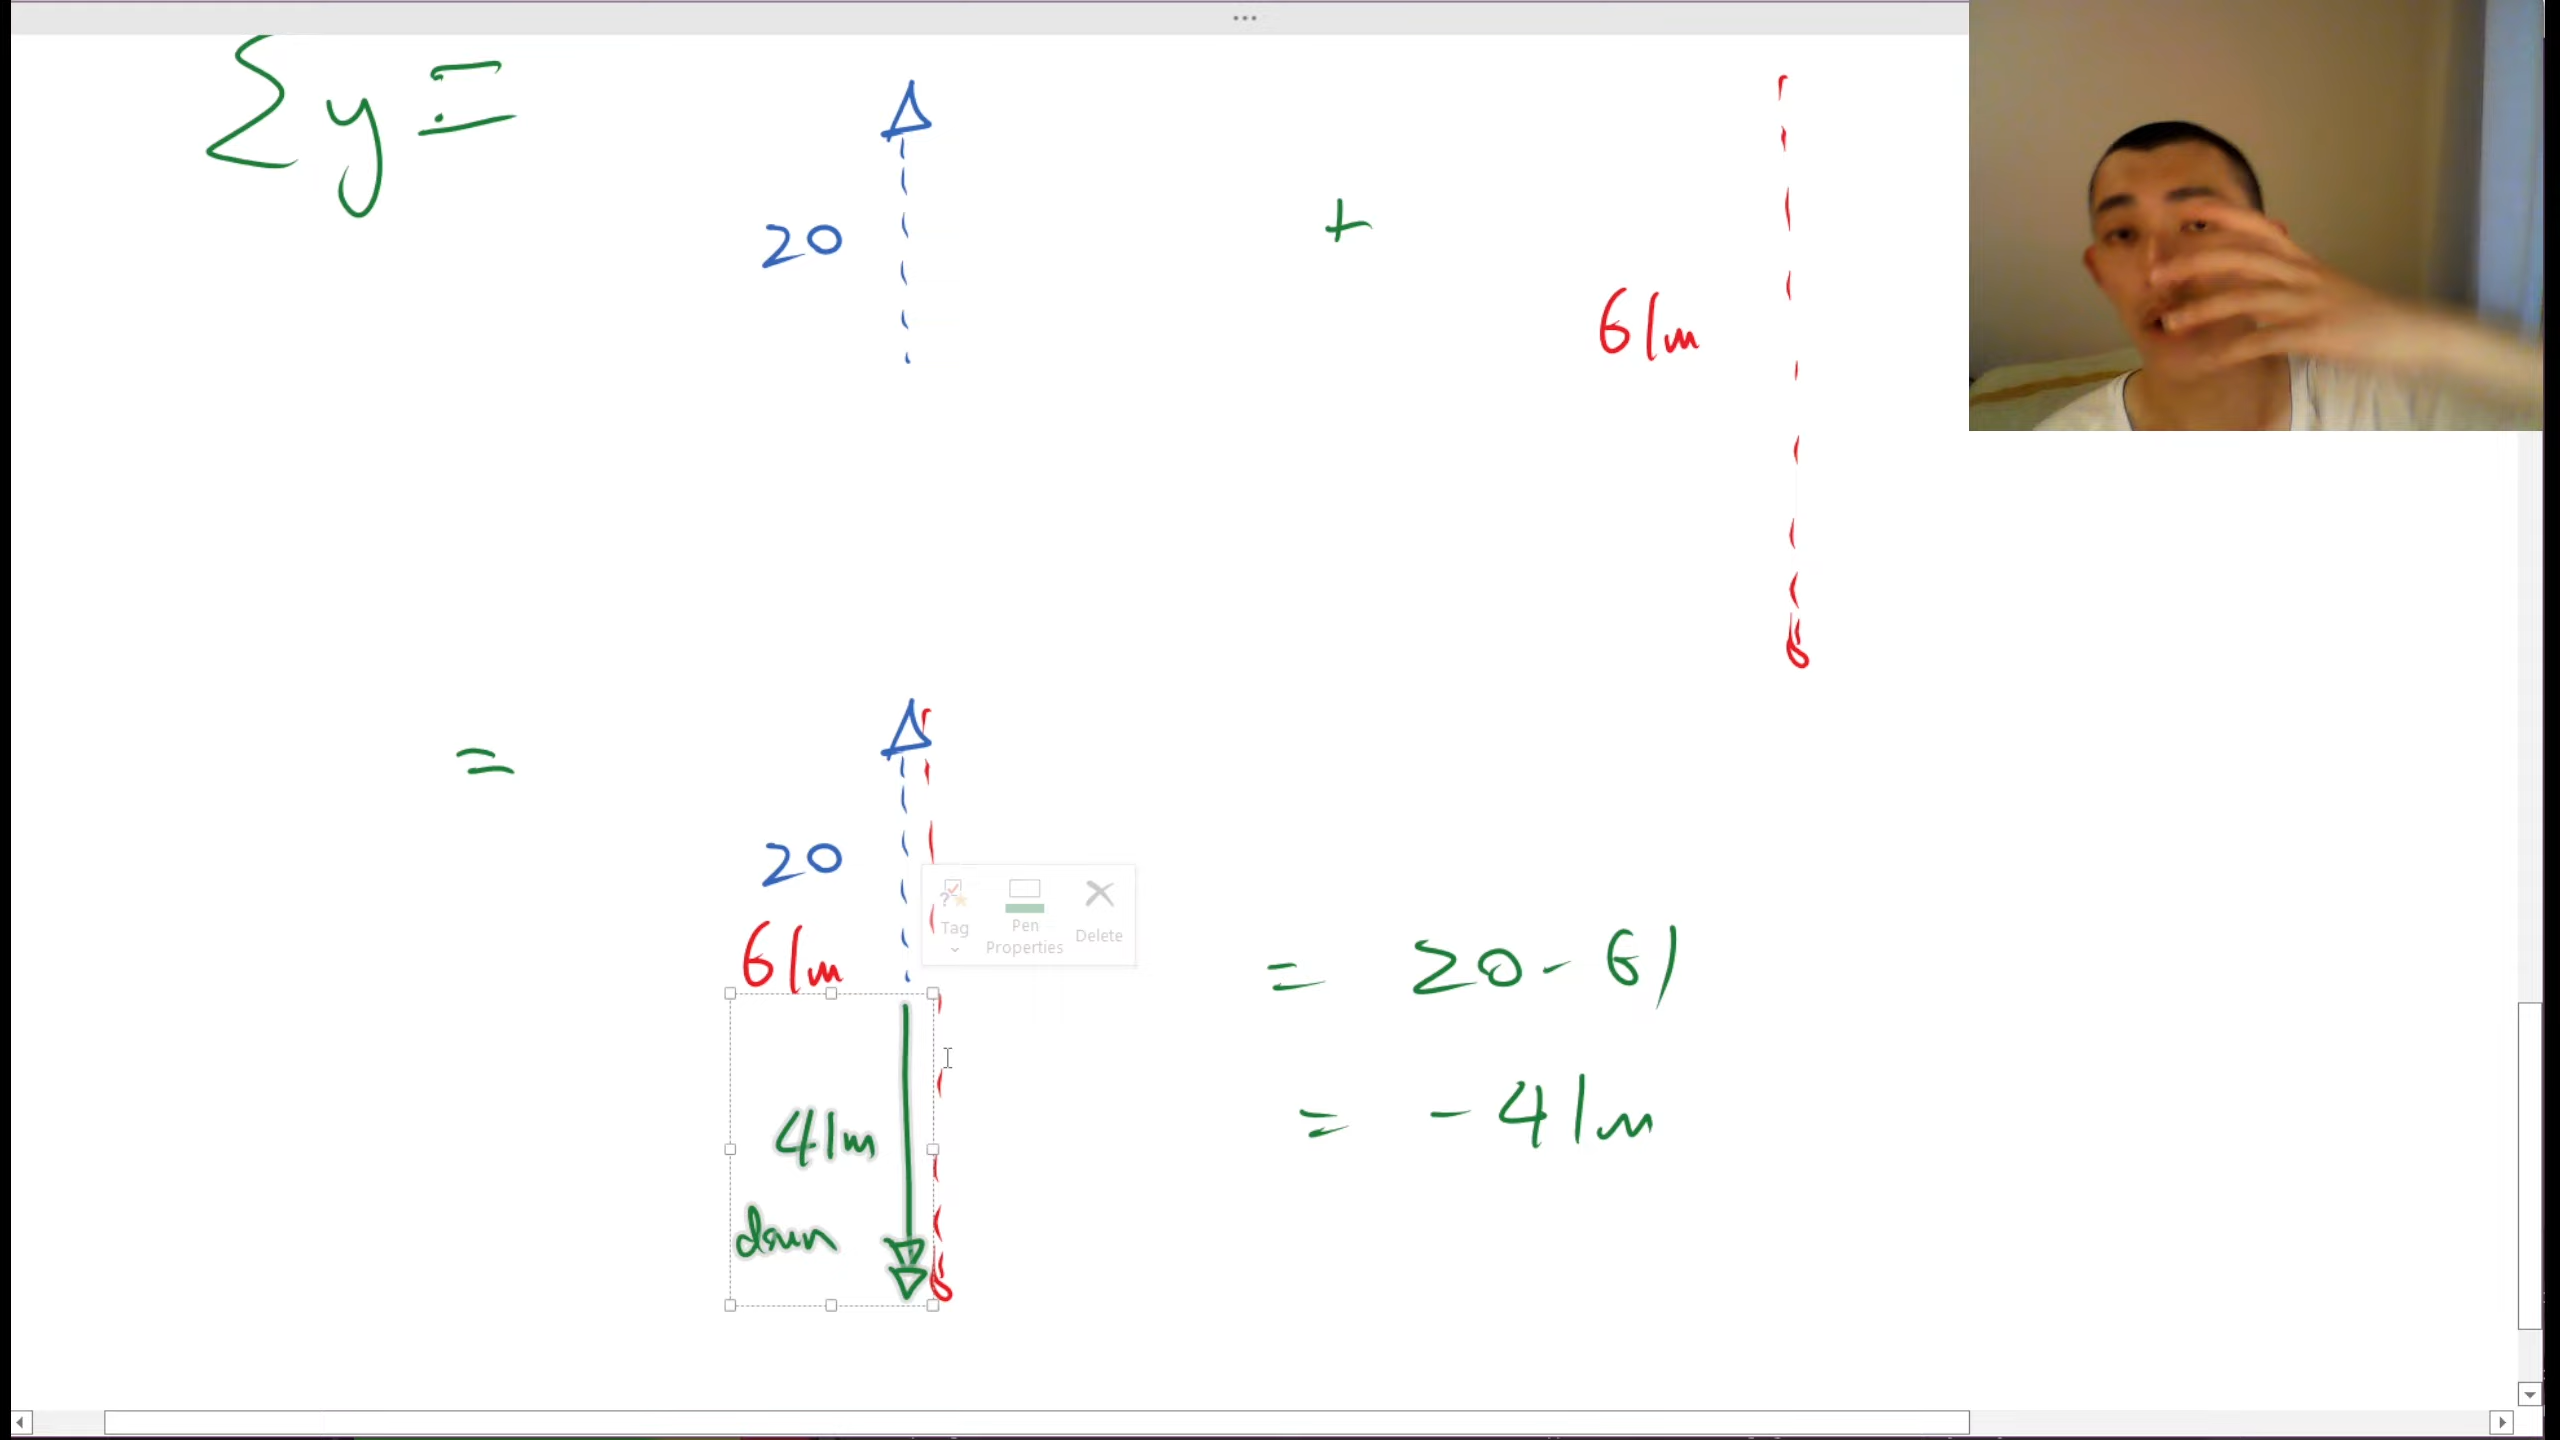 Σy =
20
+
61m
=
20
61m
Tag
Pen
Properties
Delete
= 20 - 61
41m
= - 41m
down